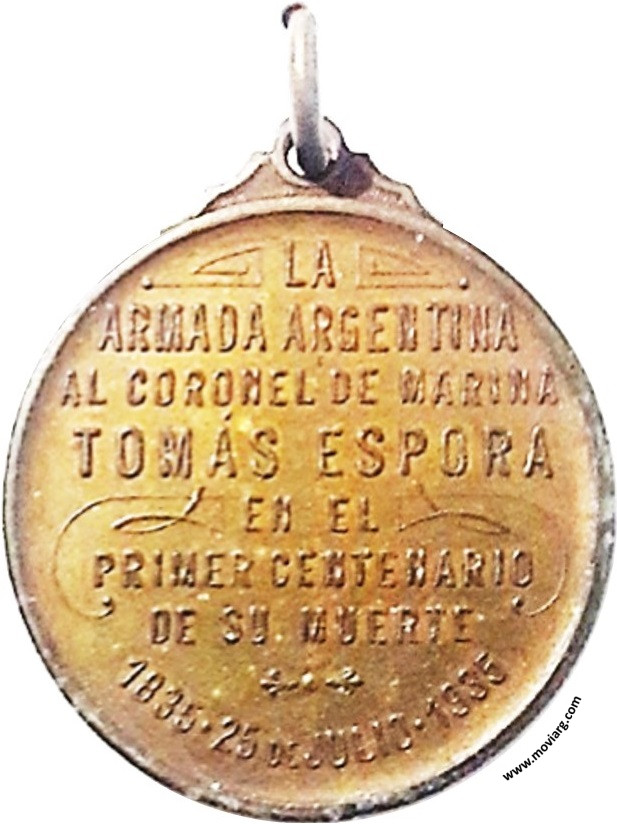 LA
ARMADA ARGENTINA
AL CORONEL DE MARINA
TOMÁS ESPORA
EN EL
PRIMER CENTENARIO
DE SU MUERTE
1835·25 DE JULIO·1935
www.moviarg.com